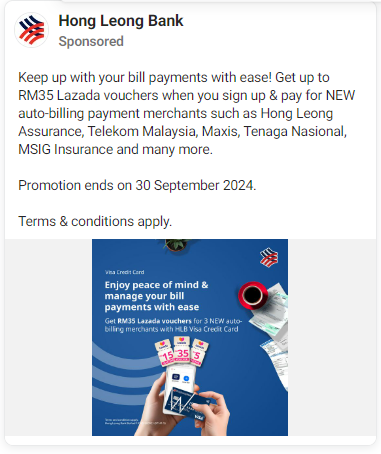 Hong Leong Bank
Sponsored
Keep up with your bill payments with ease! Get up to
RM35 Lazada vouchers when you sign up & pay for NEW
auto-billing payment merchants such as Hong Leong
Assurance, Telekom Malaysia, Maxis, Tenaga Nasional,
MSIG Insurance and many more.
Promotion ends on 30 September 2024.
Terms & conditions apply.
Visa Credit Card
Enjoy peace of mind &
manage your bill
payments with ease
Get RM35 Lazada vouchers for 3 NEW auto-
billing merchants with HLB Visa Credit Card
15 35 5
VISA